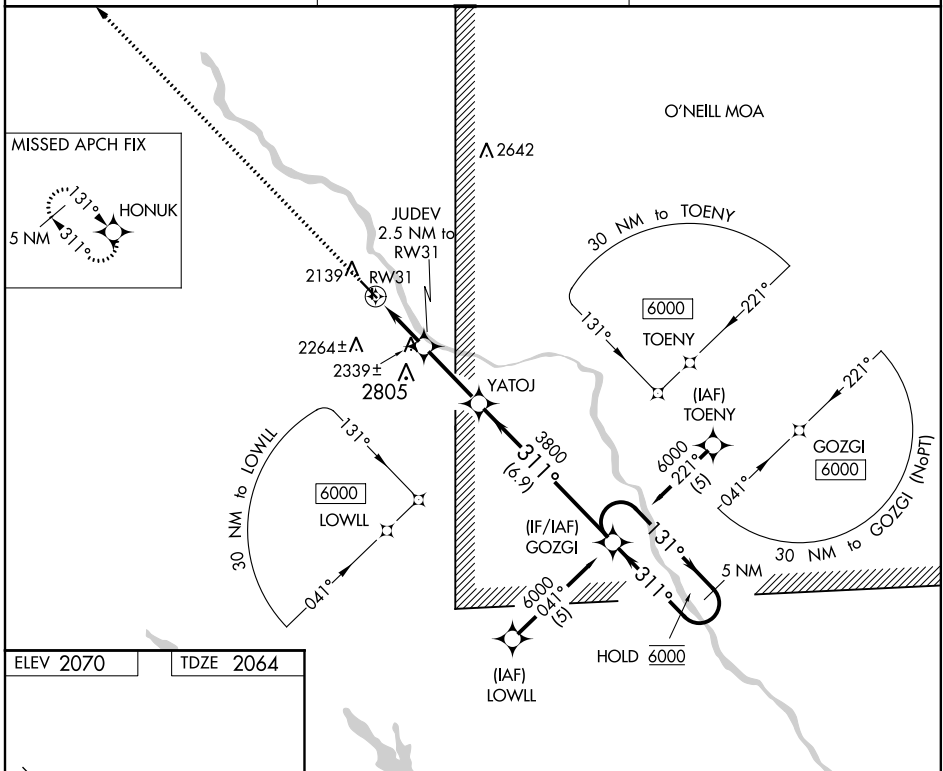 O'NEILL MOA
MISSED APCH FIX
131°
HONUK
5 NM
311°
2642
JUDEV
2.5 NM to
RW31
2139
RW31
2264±
2339±
2805
YATOJ
30 NM to TOENY
6000
TOENY
131°
221°
(IAF)
TOENY
6000
221°
(5)
221°
GOZGI
6000
041°
30 NM to GOZGI (NoPT)
30 NM to LOWLL
131°
6000
LOWLL
041°
3800
311°
(6.9)
(IF/IAF)
GOZGI
131°
311°
5 NM
HOLD 6000
6000
041°
(5)
(IAF)
LOWLL
ELEV 2070
TDZE 2064